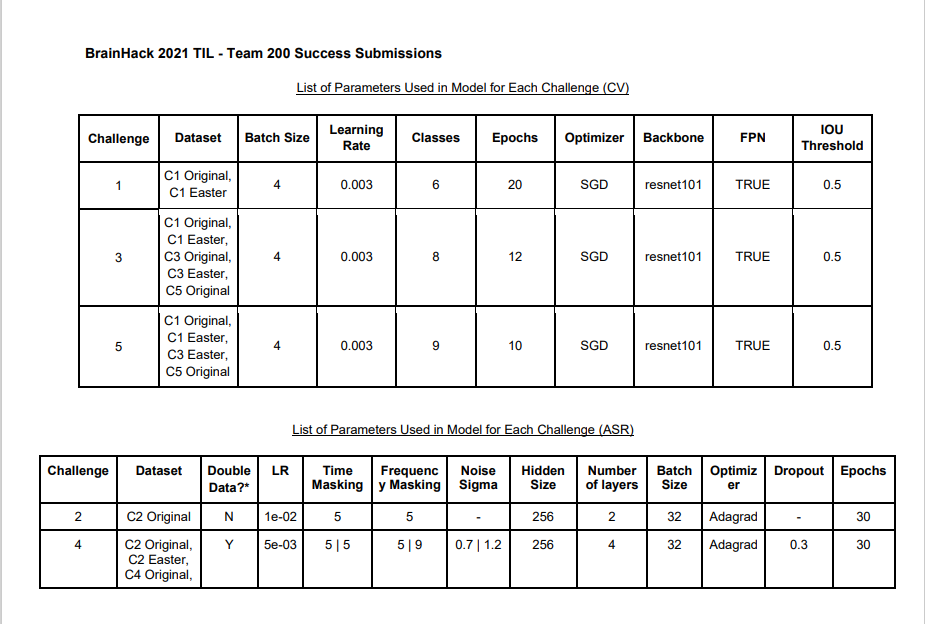 BrainHack 2021 TIL - Team 200 Success Submissions
List of Parameters Used in Model for Each Challenge (CV)
Challenge Dataset Batch Size Learning Rate Classes Epochs Optimizer Backbone FPN IOU Threshold
1 C1 Original, C1 Easter 4 0.003 6 20 SGD resnet101 TRUE 0.5
3 C1 Original, C1 Easter, C3 Original, C3 Easter, C5 Original 4 0.003 8 12 SGD resnet101 TRUE 0.5
5 C1 Original, C1 Easter, C3 Easter, C5 Original 4 0.003 9 10 SGD resnet101 TRUE 0.5
List of Parameters Used in Model for Each Challenge (ASR)
Challenge Dataset Double Data?* LR Time Masking Frequenc y Masking Noise Sigma Hidden Size Number of layers Batch Size Optimiz er Dropout Epochs
2 C2 Original N 1e-02 5 5 - 256 2 32 Adagrad - 30
4 C2 Original, C2 Easter, C4 Original, Y 5e-03 5 | 5 5 | 9 0.7 | 1.2 256 4 32 Adagrad 0.3 30